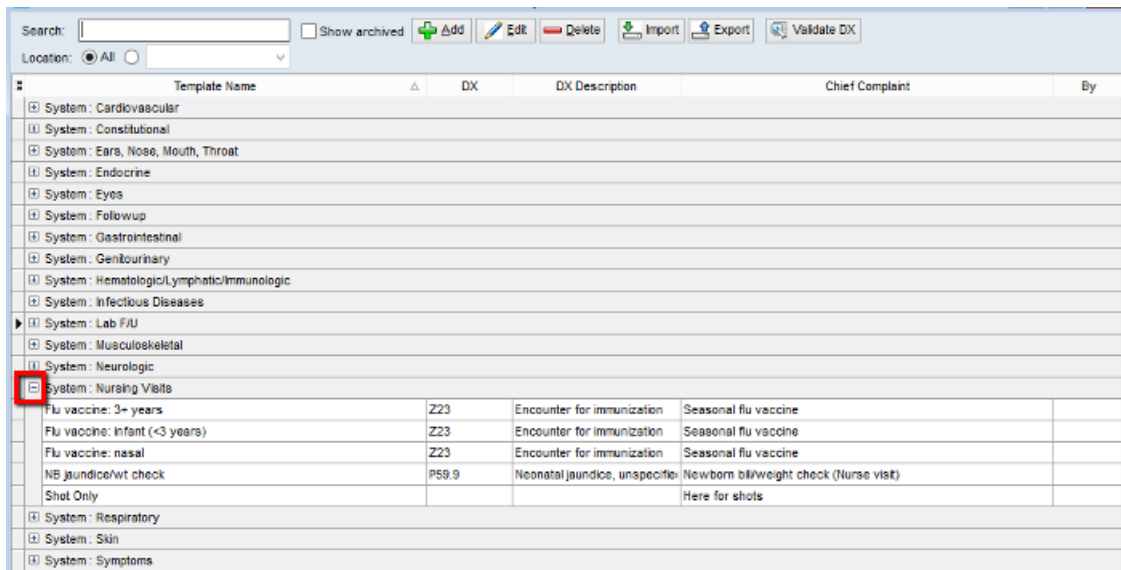 Search: Show archived Add Edit Delete Import Export Validate DX
Location: All
Template Name DX DX Description Chief Complaint By
System : Cardiovascular
System : Constitutional
System : Ears, Nose, Mouth, Throat
System : Endocrine
System : Eyes
System : Followup
System : Gastrointestinal
System : Genitourinary
System : Hematologic/Lymphatic/Immunologic
System : Infectious Diseases
System : Lab F/U
System : Musculoskeletal
System : Neurologic
System : Nursing Visits
Flu vaccine: 3+ years Z23 Encounter for immunization Seasonal flu vaccine
Flu vaccine: infant (<3 years) Z23 Encounter for immunization Seasonal flu vaccine
Flu vaccine: nasal Z23 Encounter for immunization Seasonal flu vaccine
NB jaundice/wt check P59.9 Neonatal jaundice, unspecifie Newborn bili/weight check (Nurse visit)
Shot Only Here for shots
System : Respiratory
System : Skin
System : Symptoms